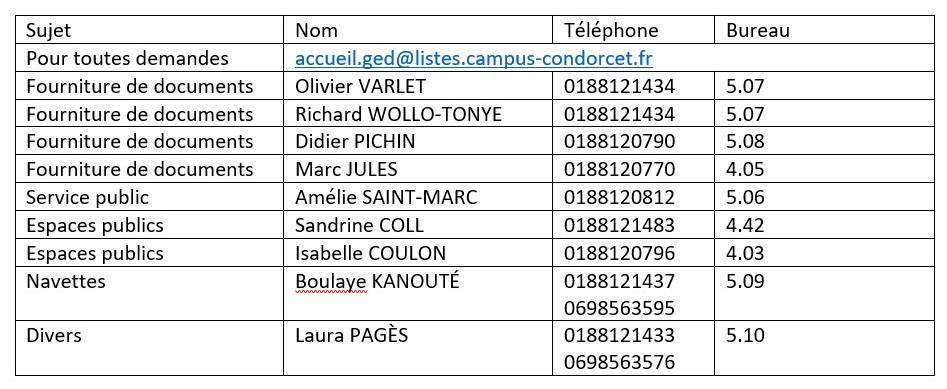 Sujet Nom Téléphone Bureau
Pour toutes demandes accueil.ged@listes.campus-condorcet.fr
Fourniture de documents Olivier VARLET 0188121434 5.07
Fourniture de documents Richard WOLLO-TONYE 0188121434 5.07
Fourniture de documents Didier PICHIN 0188120790 5.08
Fourniture de documents Marc JULES 0188120770 4.05
Service public Amélie SAINT-MARC 0188120812 5.06
Espaces publics Sandrine COLL 0188121483 4.42
Espaces publics Isabelle COULON 0188120796 4.03
Navettes Boulaye KANOUTÉ 0188121437 5.09
0698563595
Divers Laura PAGÈS 0188121433 5.10
0698563576